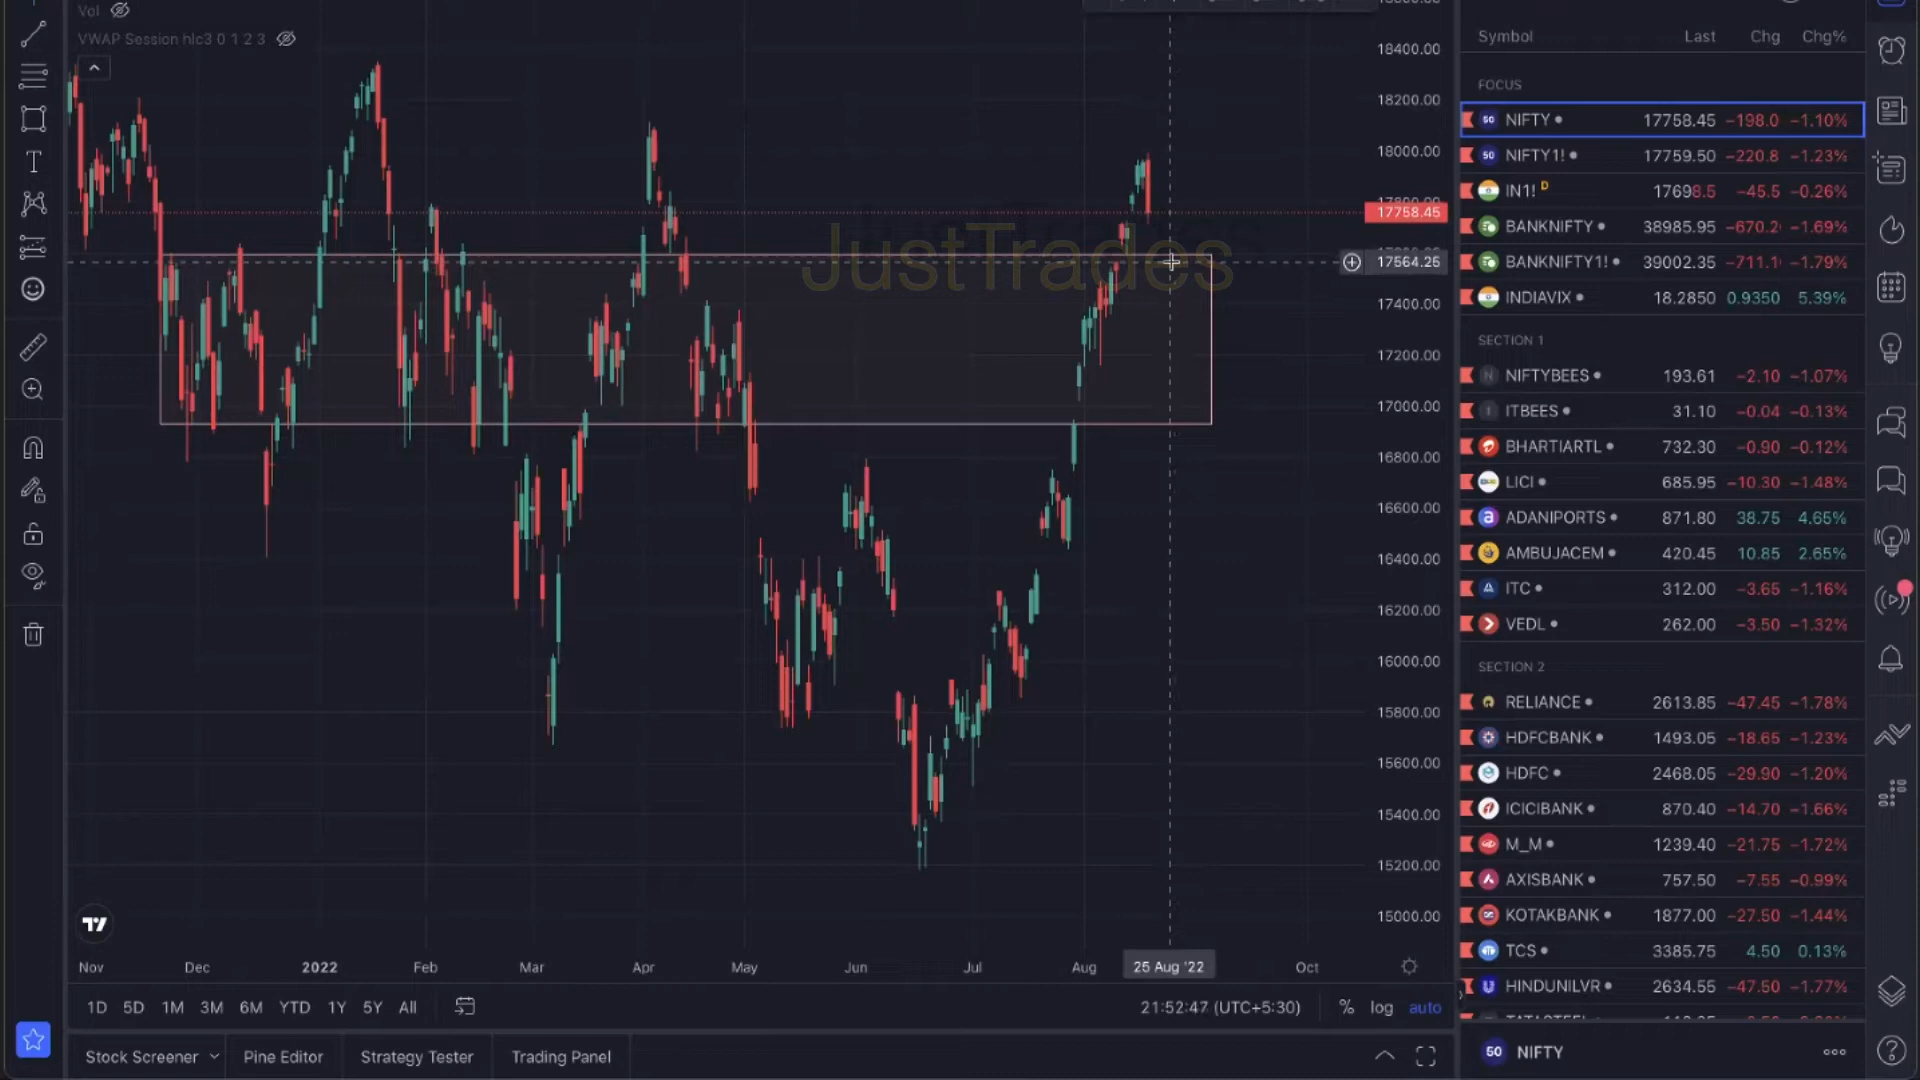 Vol
VWAP Session hlc3 0 1 2 3
18400.00
18200.00
18000.00
17758.45
17564.25
17400.00
17200.00
17000.00
16800.00
16600.00
16400.00
16200.00
16000.00
15800.00
15600.00
15400.00
15200.00
15000.00
JustTrades
Nov Dec 2022 Feb Mar Apr May Jun Jul Aug 25 Aug '22 Oct
1D 5D 1M 3M 6M YTD 1Y 5Y All
21:52:47 (UTC+5:30) % log auto
Stock Screener Pine Editor Strategy Tester Trading Panel
Symbol Last Chg Chg%
FOCUS
50 NIFTY 17758.45 −198.0 −1.10%
50 NIFTY1! 17759.50 −220.8 −1.23%
IN1! D 17698.5 −45.5 −0.26%
BANKNIFTY 38985.95 −670.2 −1.69%
BANKNIFTY1! 39002.35 −711.1 −1.79%
INDIAVIX 18.2850 0.9350 5.39%
SECTION 1
N NIFTYBEES 193.61 −2.10 −1.07%
I ITBEES 31.10 −0.04 −0.13%
BHARTIARTL 732.30 −0.90 −0.12%
LICI 685.95 −10.30 −1.48%
a ADANIPORTS 871.80 38.75 4.65%
AMBUJACEM 420.45 10.85 2.65%
ITC 312.00 −3.65 −1.16%
VEDL 262.00 −3.50 −1.32%
SECTION 2
RELIANCE 2613.85 −47.45 −1.78%
HDFCBANK 1493.05 −18.65 −1.23%
HDFC 2468.05 −29.90 −1.20%
ICICIBANK 870.40 −14.70 −1.66%
M_M 1239.40 −21.75 −1.72%
AXISBANK 757.50 −7.55 −0.99%
KOTAKBANK 1877.00 −27.50 −1.44%
TCS 3385.75 4.50 0.13%
HINDUNILVR 2634.55 −47.50 −1.77%
50 NIFTY